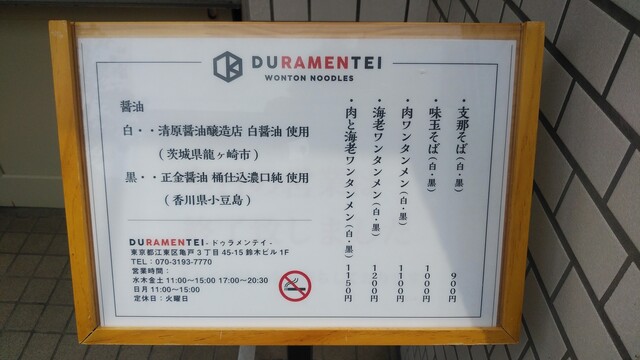 DURAMENTEI
WONTON NOODLES
・支那そば(白・黒) 900円
・味玉そば(白・黒) 1000円
・肉ワンタンメン(白・黒) 1100円
・海老ワンタンメン(白・黒) 1200円
・肉と海老ワンタンメン(白・黒) 1150円
醤油
白・・清原醤油醸造店 白醤油 使用
(茨城県龍ヶ崎市)
黒・・正金醤油 桶仕込濃口純 使用
(香川県小豆島)
DURAMENTEI - ドゥラメンテイ -
東京都江東区亀戸3丁目45-15 鈴木ビル 1F
TEL:070-3193-7770
営業時間:
水木金土 11:00〜15:00 17:00〜20:30
日月 11:00〜15:00
定休日:火曜日